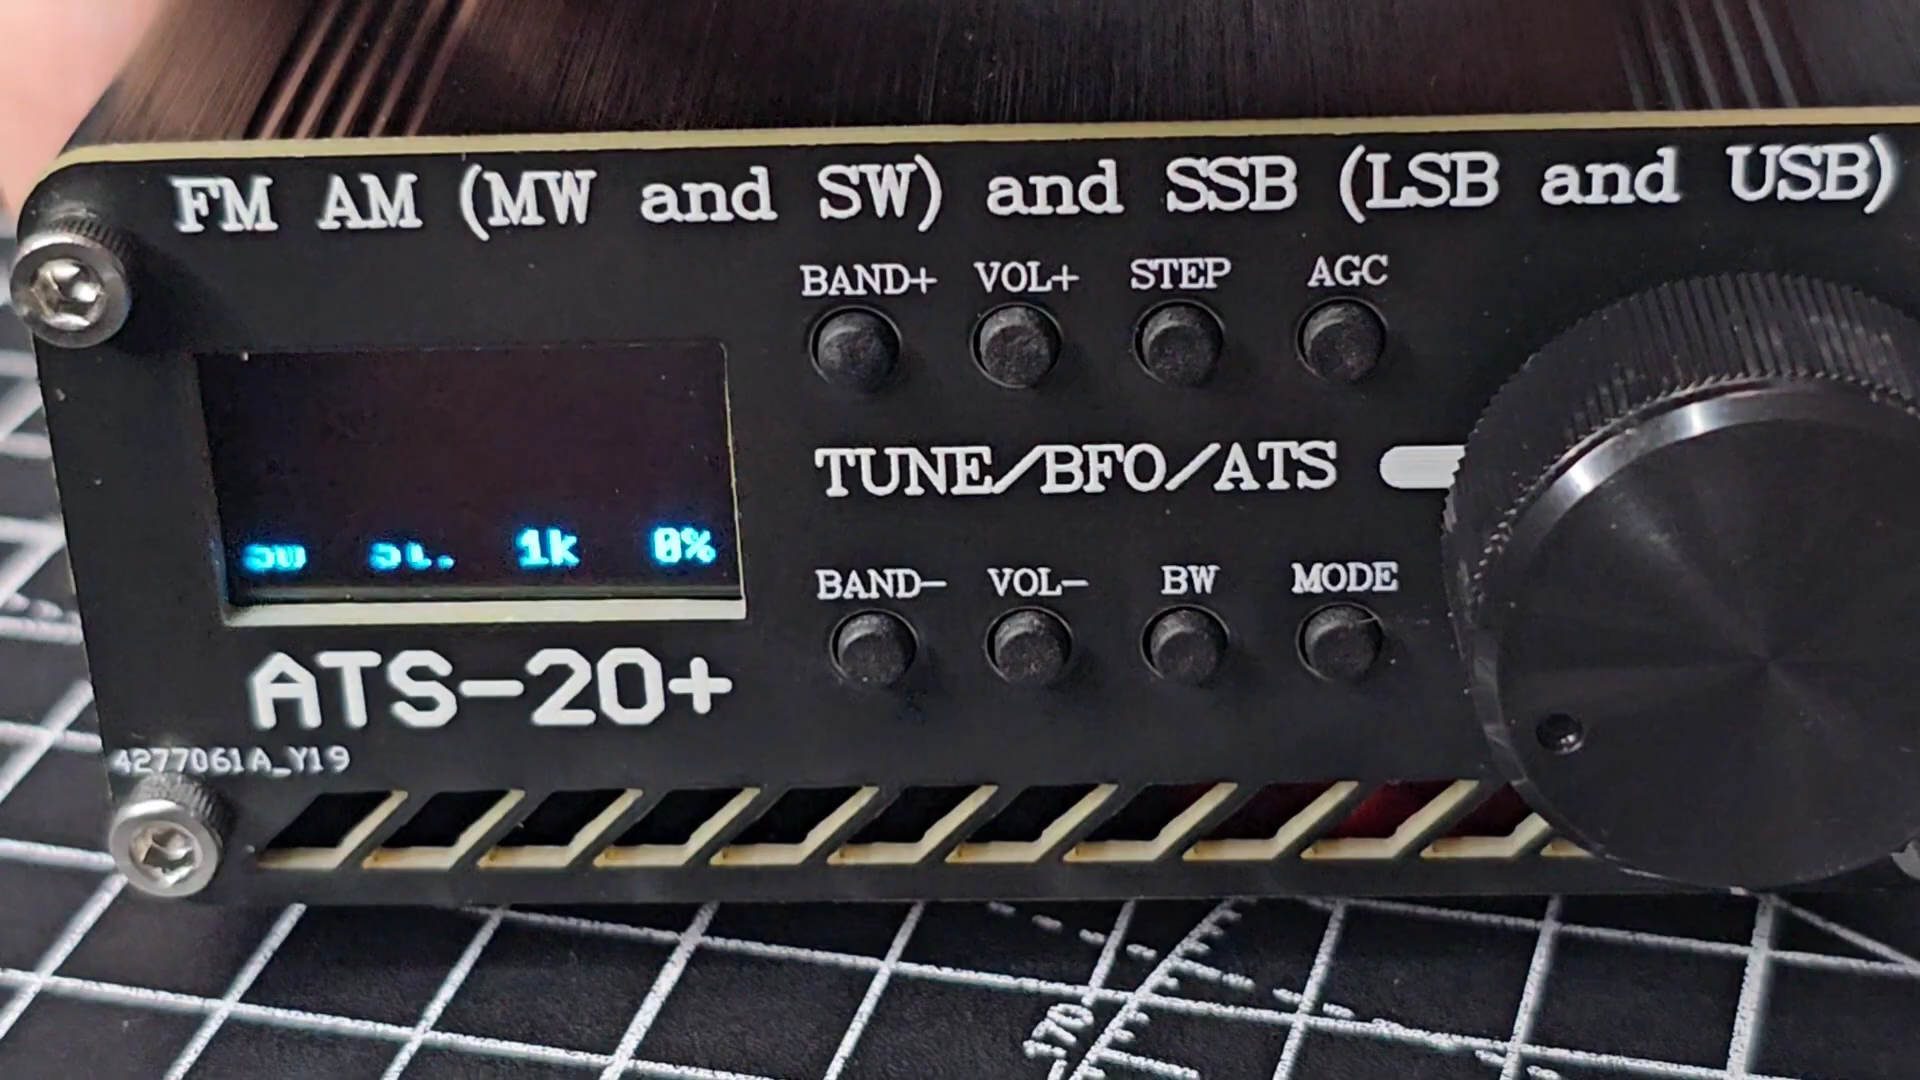 FM AM (MW and SW) and SSB (LSB and USB)
BAND+ VOL+ STEP AGC
TUNE/BFO/ATS
1k 0%
BAND- VOL- BW MODE
ATS-20+
4277061A_Y19
370